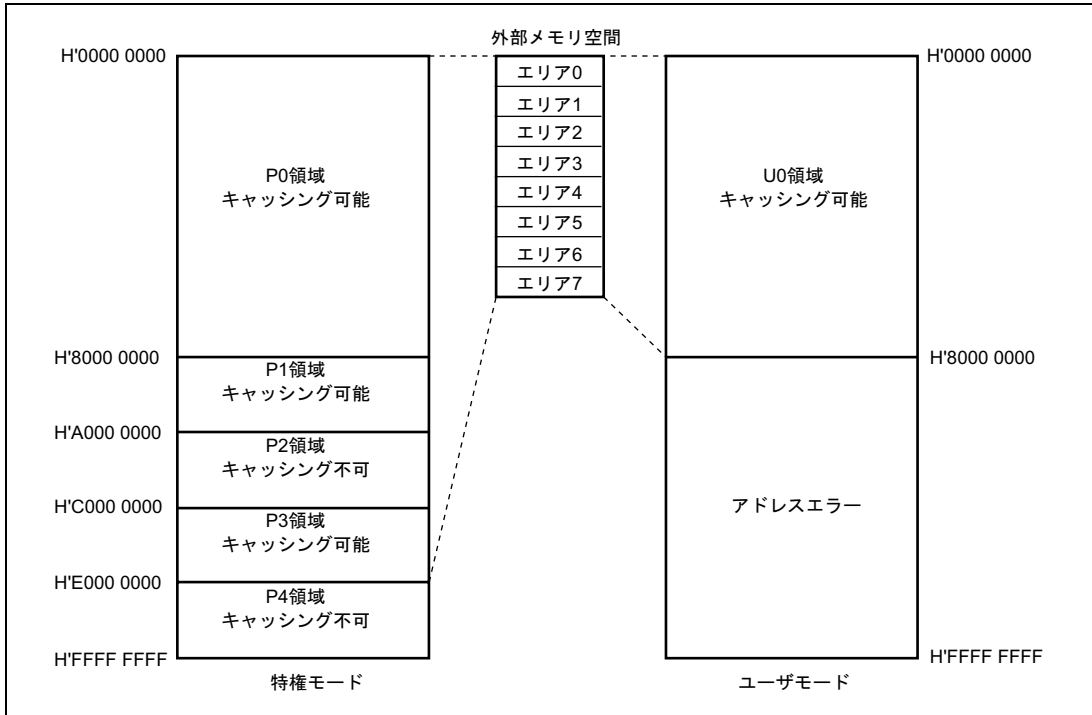 外部メモリ空間
H'0000 0000
エリア0
H'0000 0000
エリア1
エリア2
P0領域
キャッシング可能
エリア3
U0領域
キャッシング可能
エリア4
エリア5
エリア6
エリア7
H'8000 0000
H'8000 0000
P1領域
キャッシング可能
H'A000 0000
P2領域
キャッシング不可
H'C000 0000
アドレスエラー
P3領域
キャッシング可能
H'E000 0000
P4領域
キャッシング不可
H'FFFF FFFF
H'FFFF FFFF
特権モード
ユーザモード